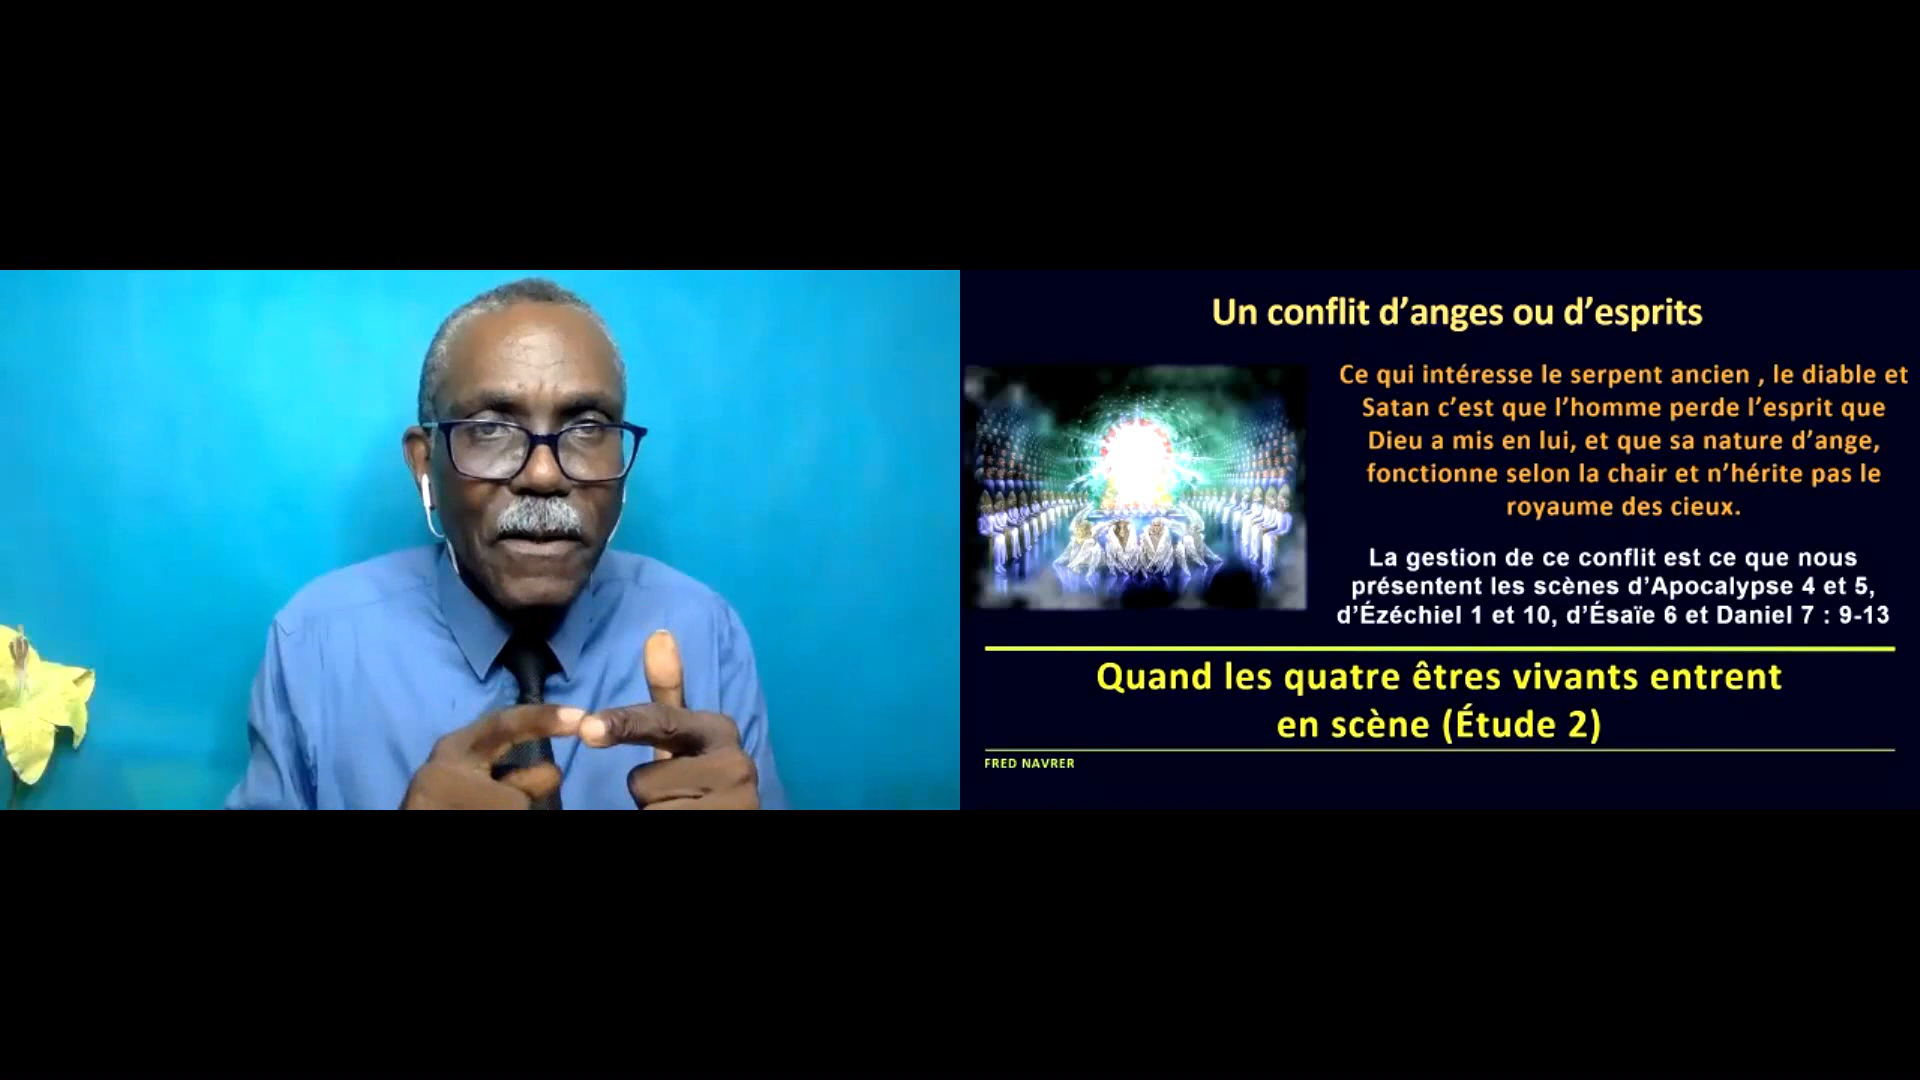 Un conflit d’anges ou d’esprits
Ce qui intéresse le serpent ancien , le diable et
Satan c’est que l’homme perde l’esprit que
Dieu a mis en lui, et que sa nature d’ange,
fonctionne selon la chair et n’hérite pas le
royaume des cieux.
La gestion de ce conflit est ce que nous
présentent les scènes d’Apocalypse 4 et 5,
d’Ézéchiel 1 et 10, d’Ésaïe 6 et Daniel 7 : 9-13
Quand les quatre êtres vivants entrent
en scène (Étude 2)
FRED NAVRER